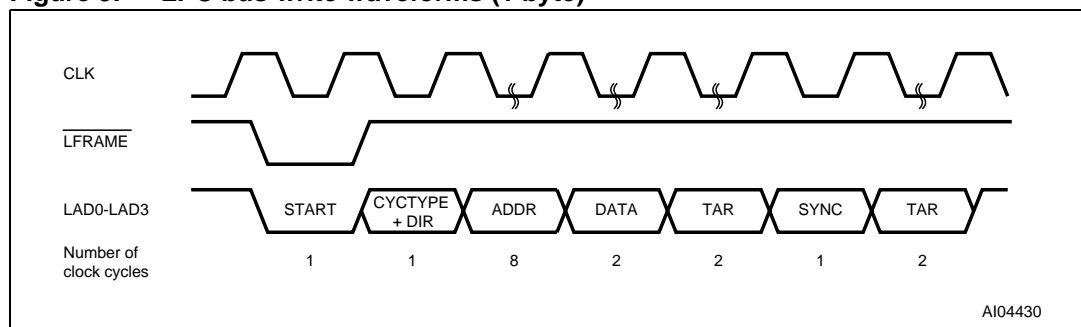 CLK
LFRAME
LAD0-LAD3
START
CYCTYPE
+ DIR
ADDR
DATA
TAR
SYNC
TAR
Number of
clock cycles
1
1
8
2
2
1
2
AI04430